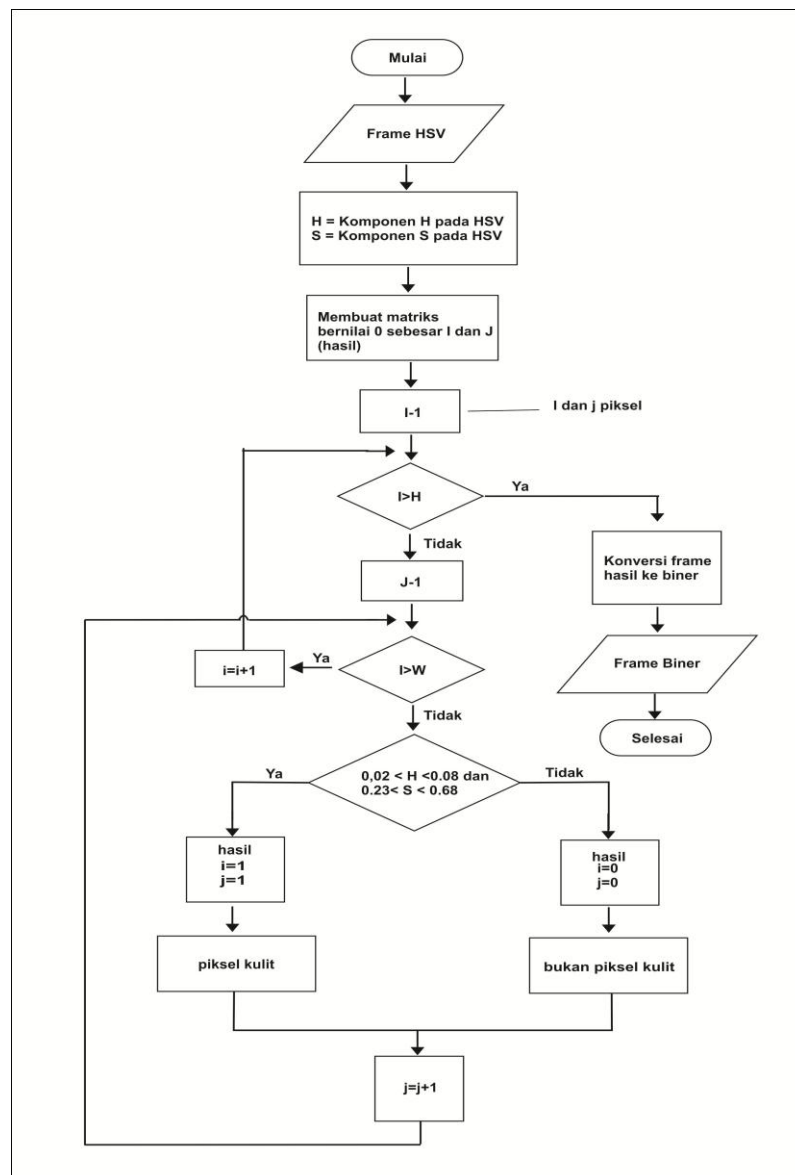 Mulai
Frame HSV
H = Komponen H pada HSV
S = Komponen S pada HSV
Membuat matriks
bernilai 0 sebesar I dan J
(hasil)
I-1
I dan j piksel
I>H
Ya
Tidak
Konversi frame
hasil ke biner
J-1
i=i+1
Ya
I>W
Frame Biner
Tidak
Selesai
Ya
0,02 < H <0.08 dan
0.23< S < 0.68
Tidak
hasil
i=1
j=1
hasil
i=0
j=0
piksel kulit
bukan piksel kulit
j=j+1